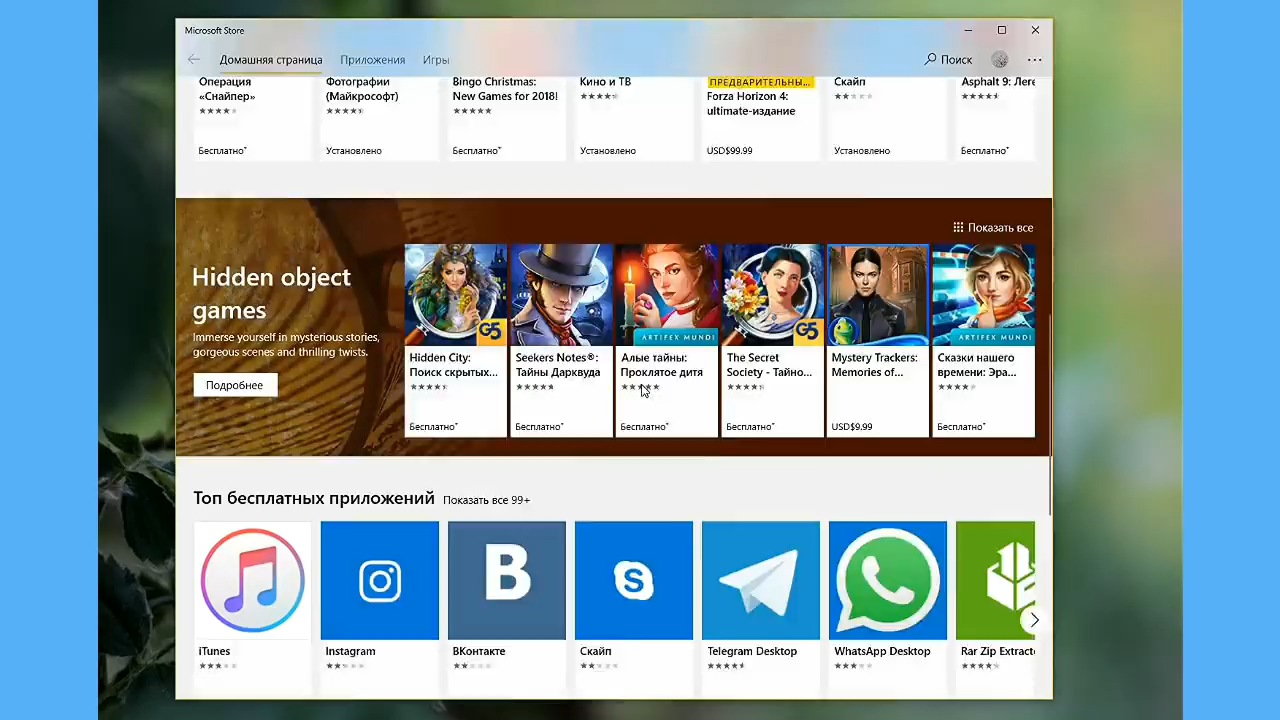 Microsoft Store
Домашняя страница
Приложения
Игры
Поиск
Операция
«Снайпер»
Бесплатно*
Фотографии
(Майкрософт)
Установлено
Bingo Christmas:
New Games for 2018!
Бесплатно*
Кино и ТВ
Установлено
ПРЕДВАРИТЕЛЬНЫ...
Forza Horizon 4:
ultimate-издание
USD$99.99
Скайп
Установлено
Asphalt 9: Леге
Бесплатно*
Показать все
Hidden object
games
Immerse yourself in mysterious stories,
gorgeous scenes and thrilling twists.
Подробнее
G5
Hidden City:
Поиск скрытых...
Бесплатно*
Seekers Notes®:
Тайны Дарквуда
Бесплатно*
ARTIFEX MUNDI
Алые тайны:
Проклятое дитя
Бесплатно*
G5
The Secret
Society - Тайно...
Бесплатно*
Mystery Trackers:
Memories of...
USD$9.99
ARTIFEX MUNDI
Сказки нашего
времени: Эра...
Бесплатно*
Топ бесплатных приложений
Показать все 99+
iTunes
Instagram
B
ВКонтакте
S
Скайп
Telegram Desktop
WhatsApp Desktop
Rar Zip Extracto